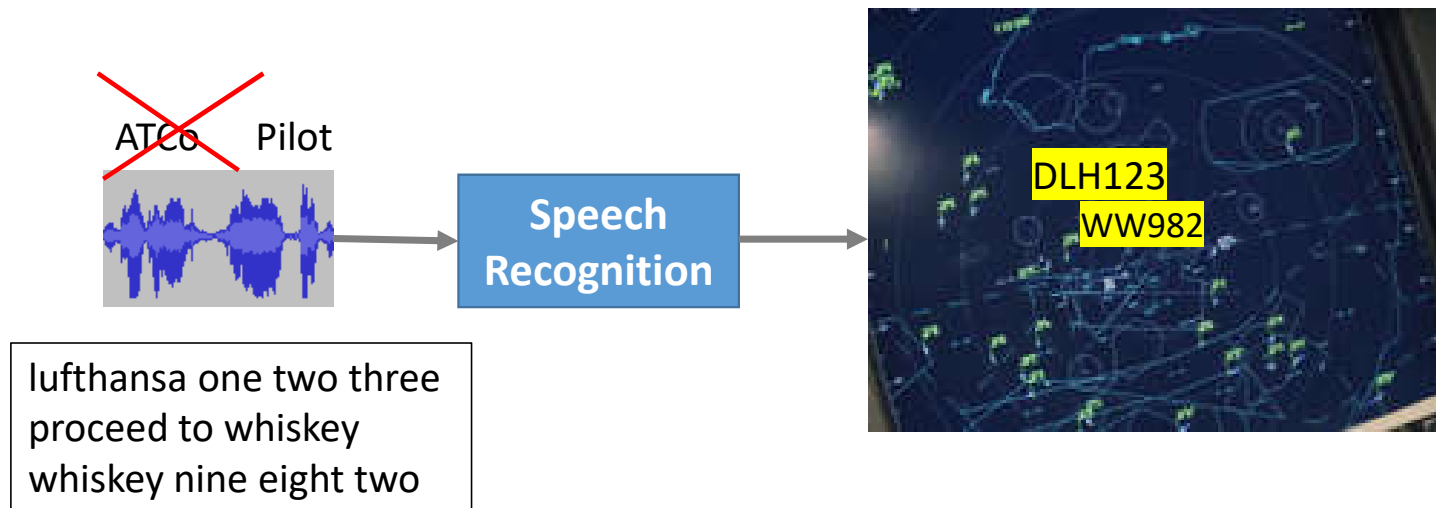 ATCo Pilot
Speech
Recognition
DLH123
WW982
lufthansa one two three
proceed to whiskey
whiskey nine eight two